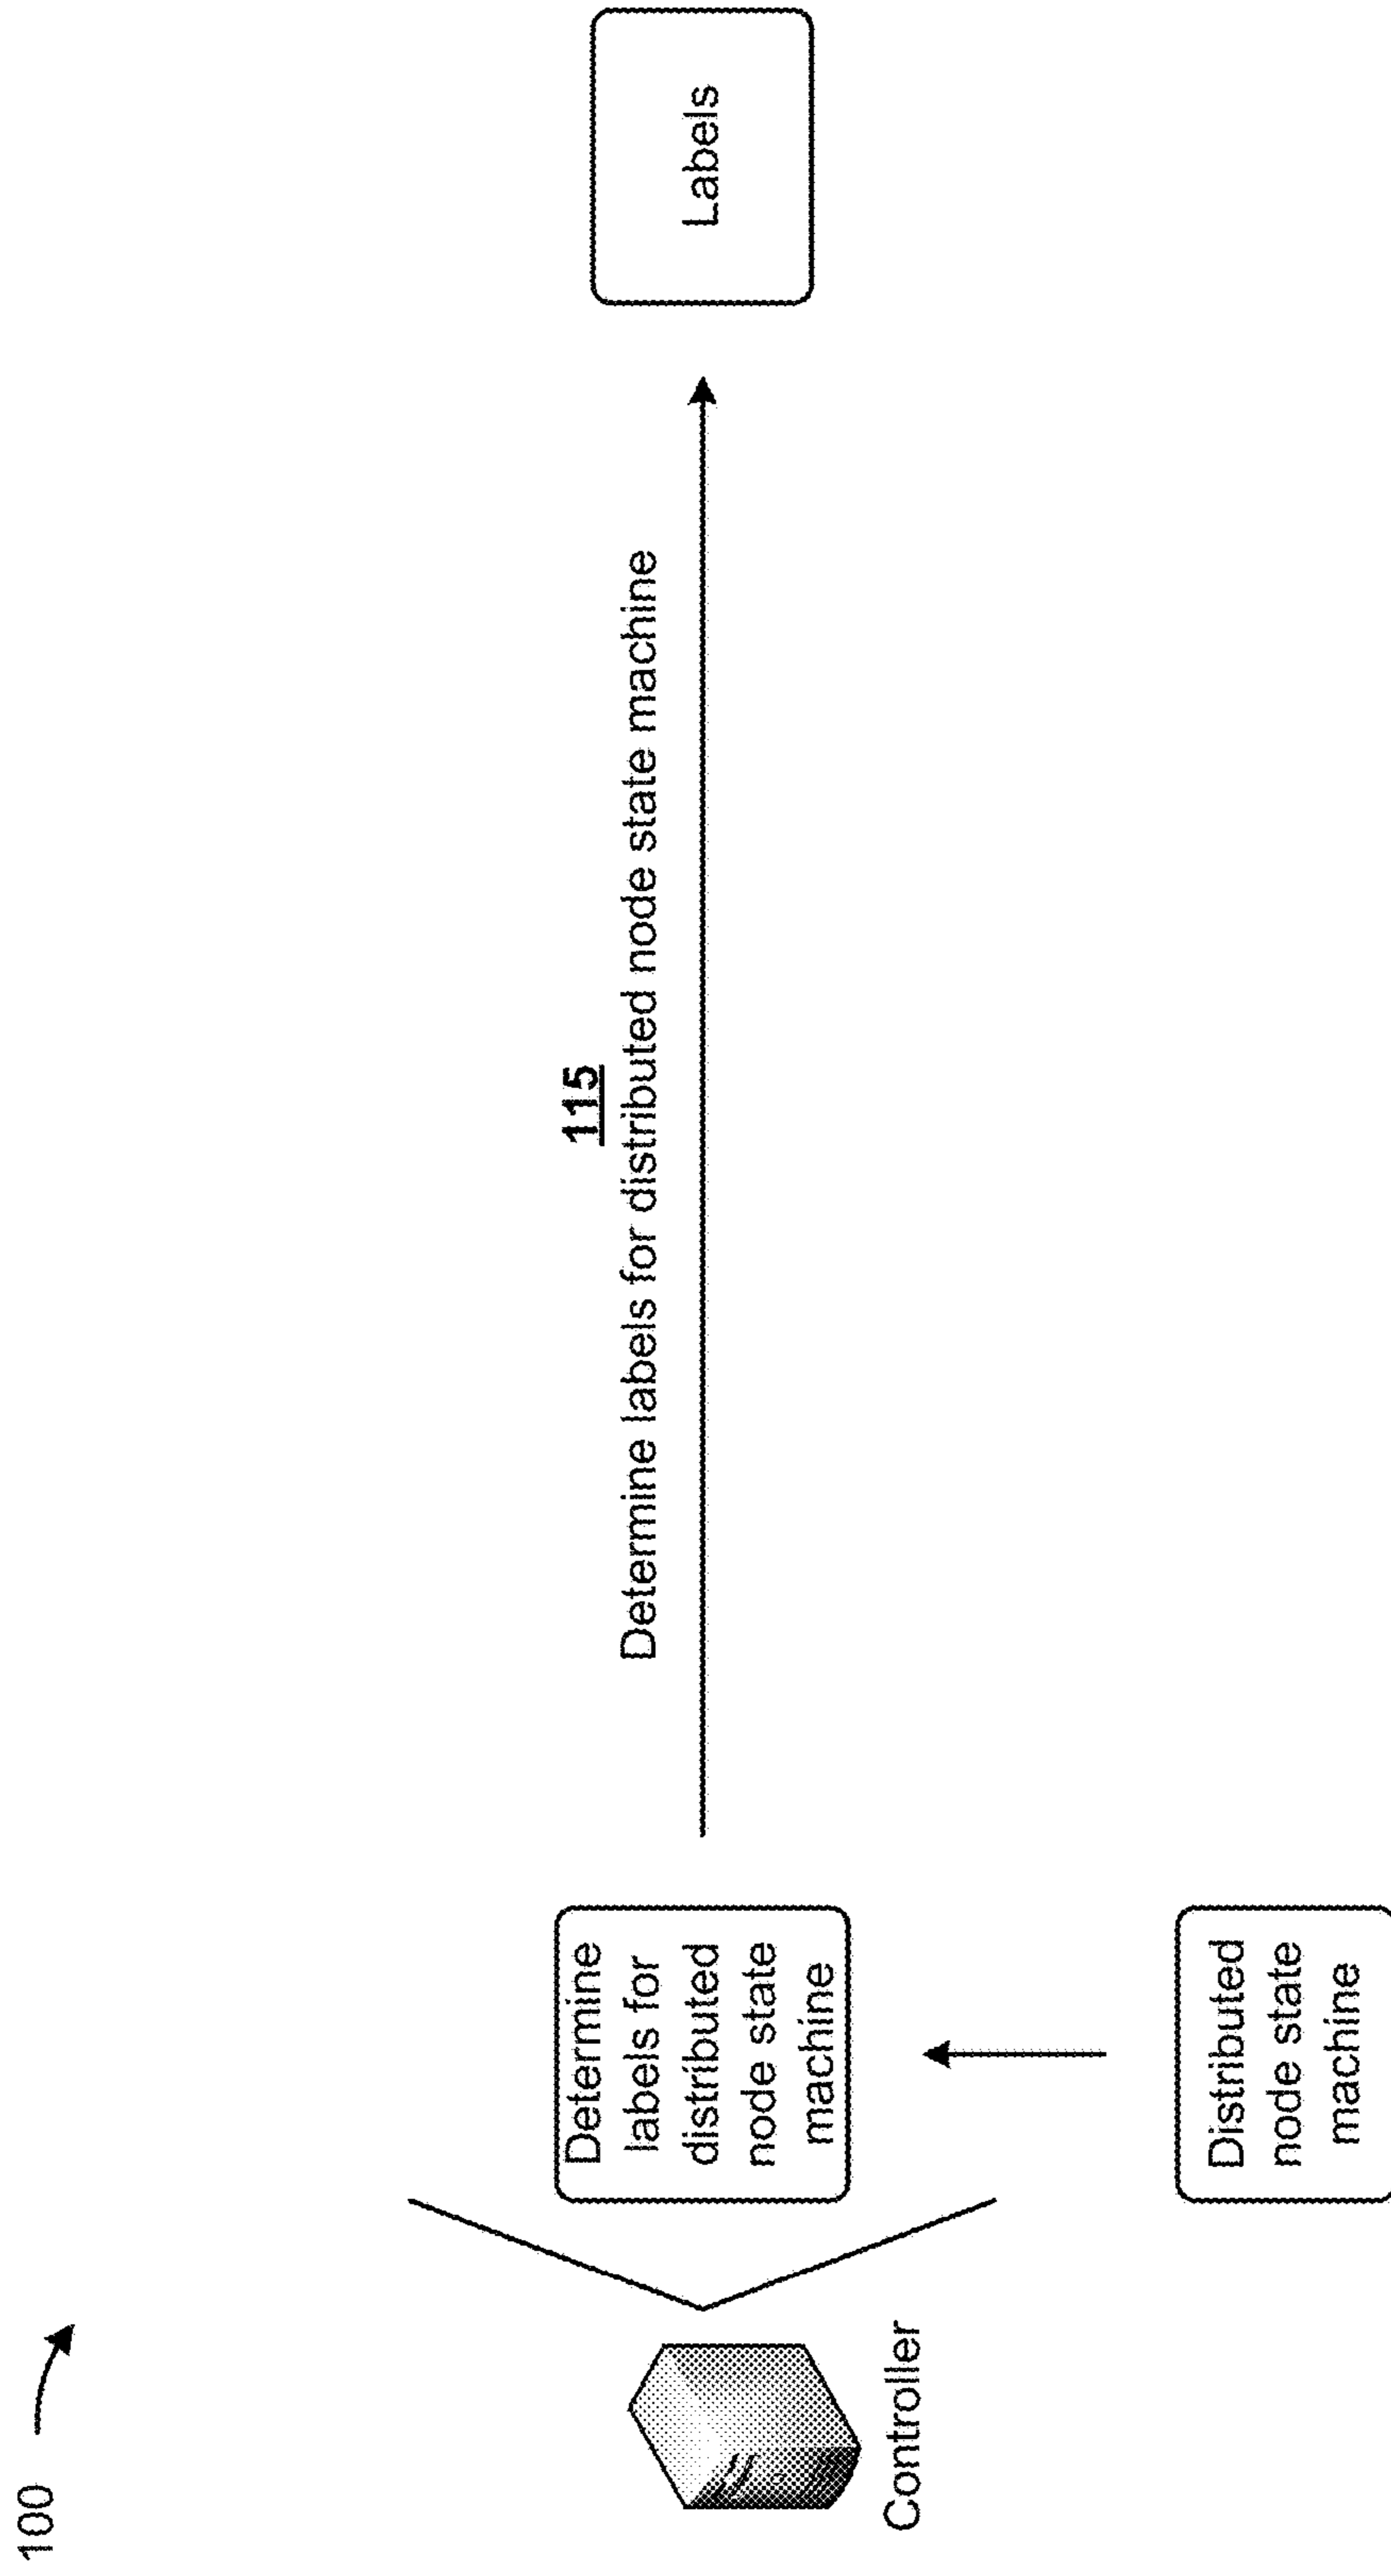 100
115
Determine labels for distributed node state machine
Controller
Determine
labels for
distributed
node state
machine
Labels
Distributed
node state
machine